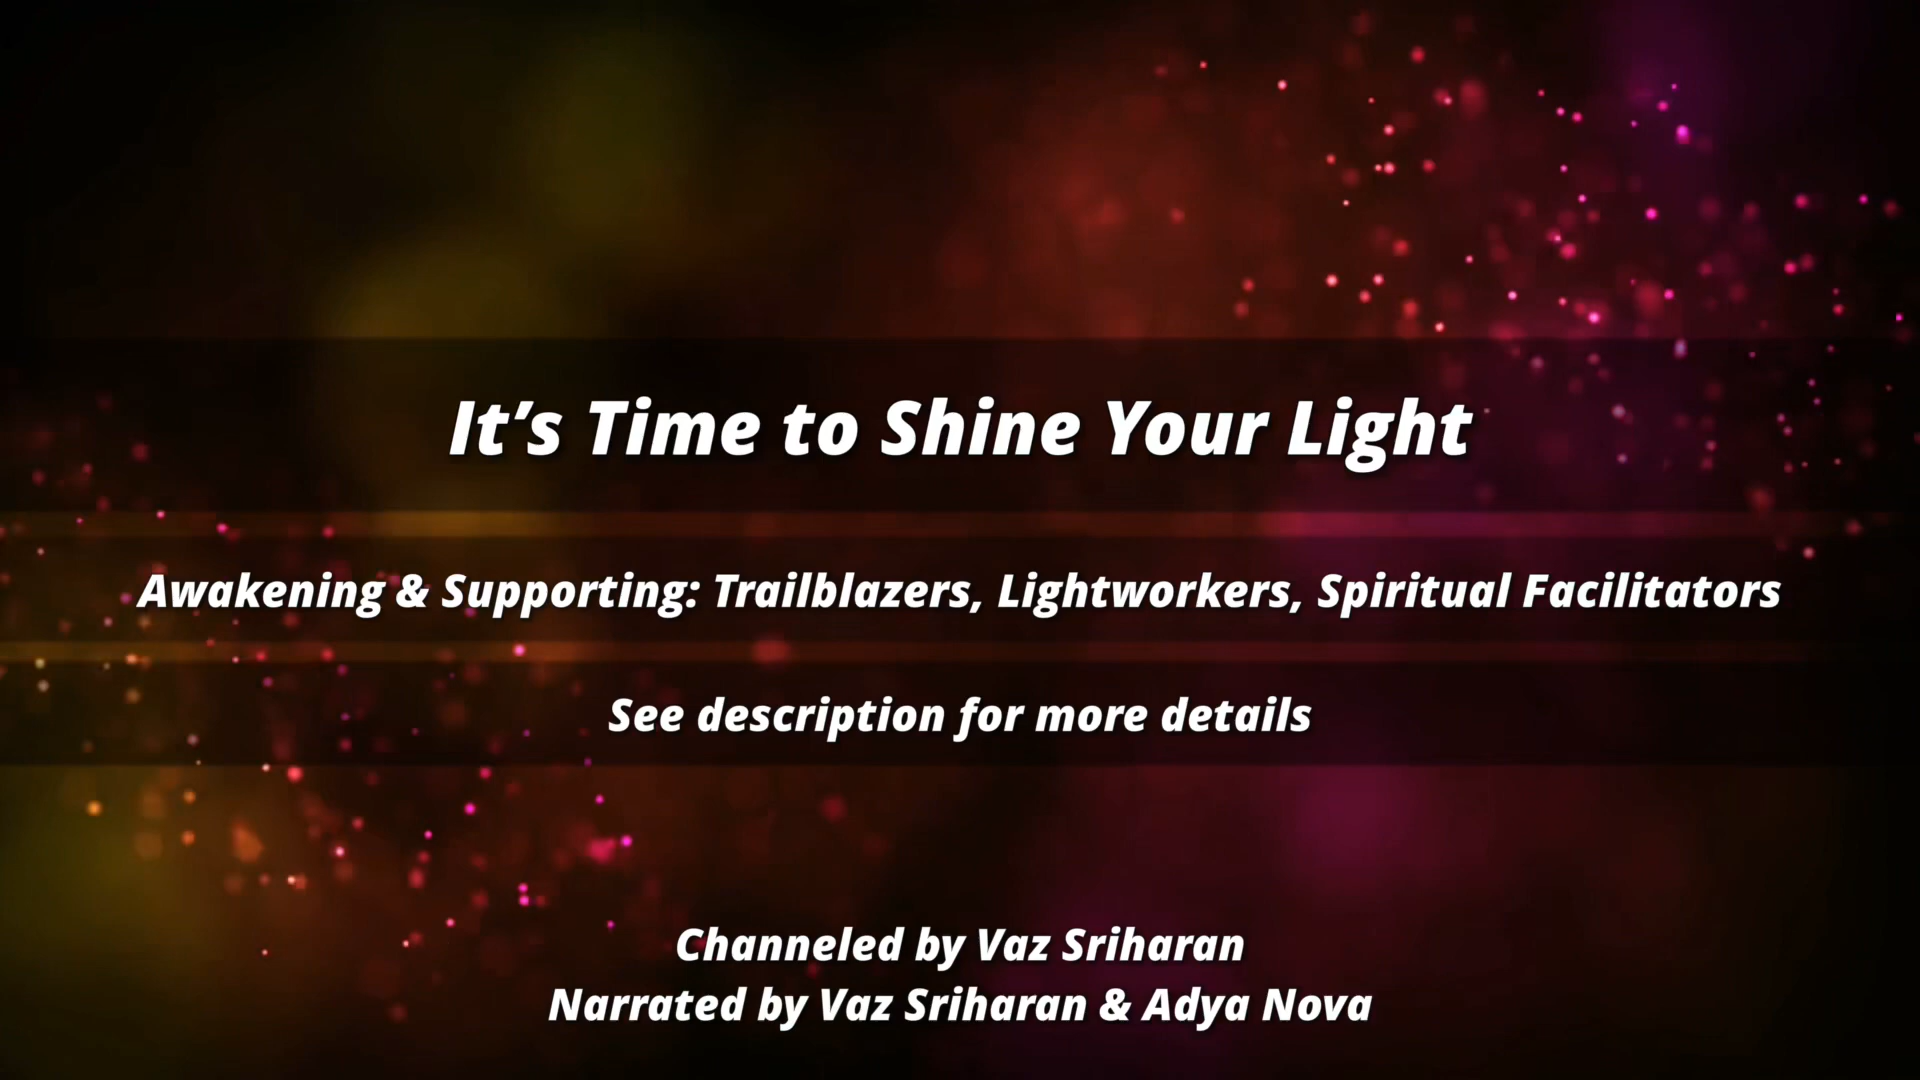 It’s Time to Shine Your Light
Awakening & Supporting: Trailblazers, Lightworkers, Spiritual Facilitators
See description for more details
Channeled by Vaz Sriharan
Narrated by Vaz Sriharan & Adya Nova